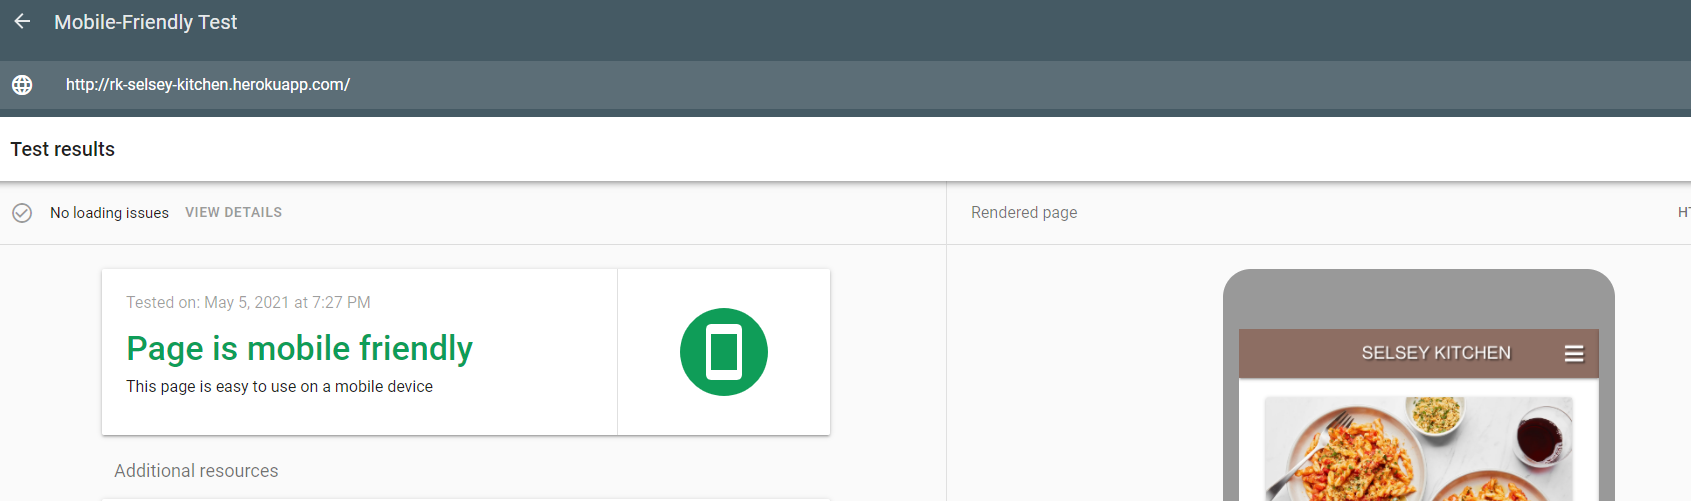 Mobile-Friendly Test
http://rk-selsey-kitchen.herokuapp.com/
Test results
No loading issues VIEW DETAILS
Rendered page
Tested on: May 5, 2021 at 7:27 PM
Page is mobile friendly
This page is easy to use on a mobile device
Additional resources
SELSEY KITCHEN